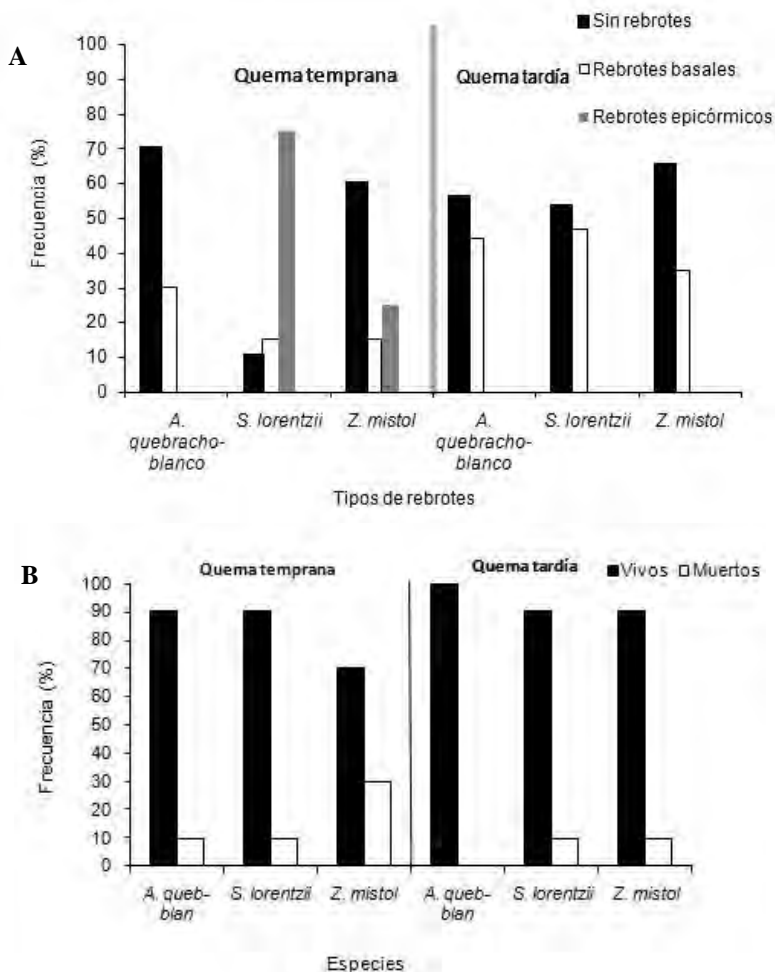 A
Sin rebrotes
Rebrotes basales
Rebrotes epicórmicos
Quema temprana
Quema tardía
Frecuencia (%)
100
90
80
70
60
50
40
30
20
10
0
A. quebracho-blanco
S. lorentzii
Z. mistol
A. quebracho-blanco
S. lorentzii
Z. mistol
Tipos de rebrotes
B
Quema temprana
Quema tardía
Vivos
Muertos
Frecuencia (%)
100
90
80
70
60
50
40
30
20
10
0
A. queb-blan
S. lorentzii
Z. mistol
A. queb-blan
S. lorentzii
Z. mistol
Especies